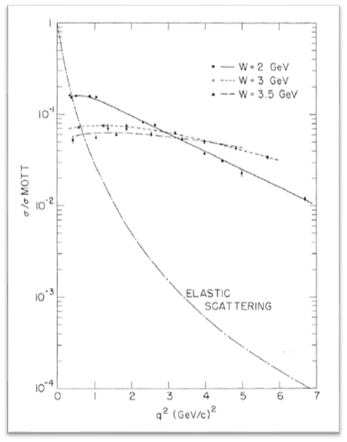 1
10⁻¹
10⁻²
10⁻³
10⁻⁴
σ/σ MOTT
W = 2 GeV
W = 3 GeV
W = 3.5 GeV
ELASTIC
SCATTERING
0 1 2 3 4 5 6 7
q² (GeV/c)²